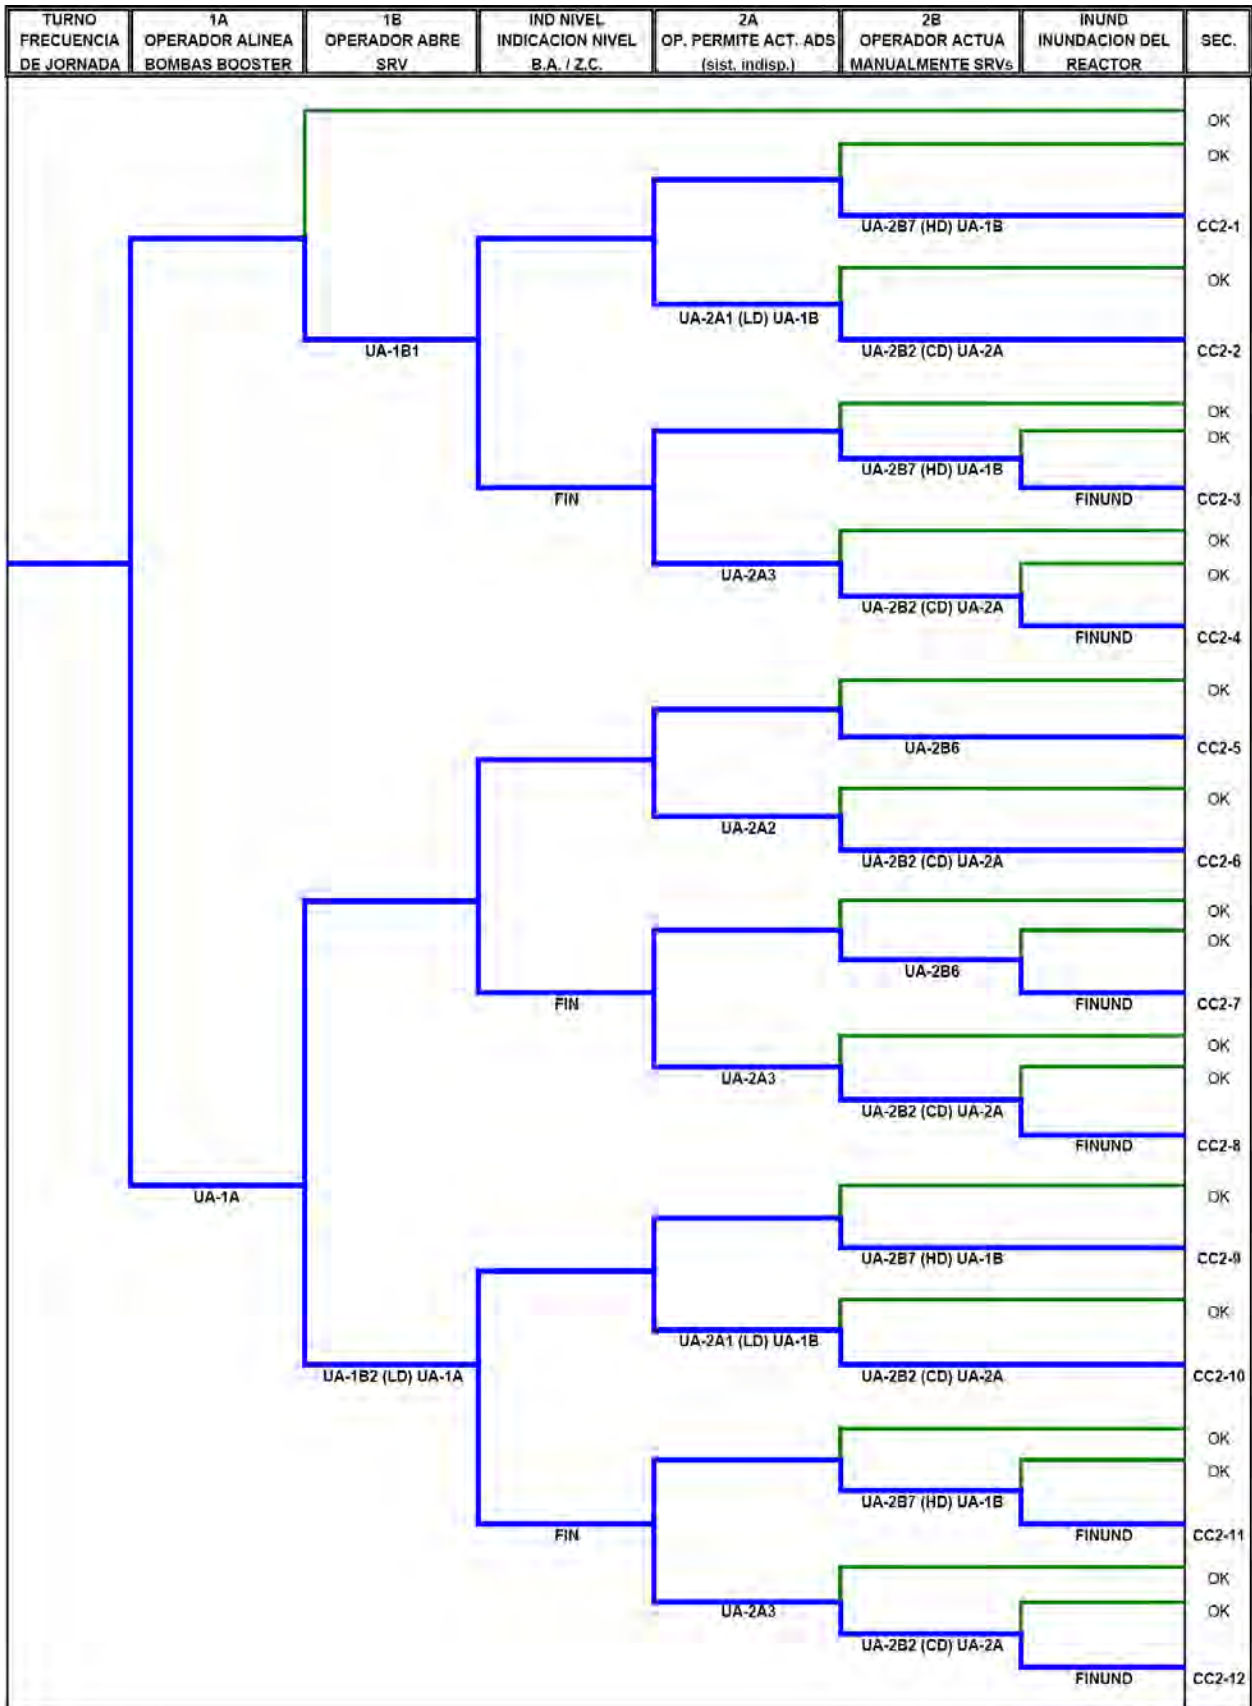 TURNO
FRECUENCIA
DE JORNADA
1A
OPERADOR ALINEA
BOMBAS BOOSTER
1B
OPERADOR ABRE
SRV
IND NIVEL
INDICACION NIVEL
B.A. / Z.C.
2A
OP. PERMITE ACT. ADS
(sist. indisp.)
2B
OPERADOR ACTUA
MANUALMENTE SRVs
INUND
INUNDACION DEL
REACTOR
SEC.
OK
OK
UA-2B7 (HD) UA-1B
CC2-1
OK
UA-2A1 (LD) UA-1B
UA-1B1
UA-2B2 (CD) UA-2A
CC2-2
OK
OK
UA-2B7 (HD) UA-1B
FIN
FINUND
CC2-3
OK
UA-2A3
OK
UA-2B2 (CD) UA-2A
FINUND
CC2-4
OK
UA-2B6
CC2-5
OK
UA-2A2
UA-2B2 (CD) UA-2A
CC2-6
OK
OK
UA-2B6
FIN
FINUND
CC2-7
OK
UA-2A3
OK
UA-2B2 (CD) UA-2A
FINUND
CC2-8
UA-1A
OK
UA-2B7 (HD) UA-1B
CC2-9
OK
UA-2A1 (LD) UA-1B
UA-1B2 (LD) UA-1A
UA-2B2 (CD) UA-2A
CC2-10
OK
OK
UA-2B7 (HD) UA-1B
FIN
FINUND
CC2-11
OK
UA-2A3
OK
UA-2B2 (CD) UA-2A
FINUND
CC2-12